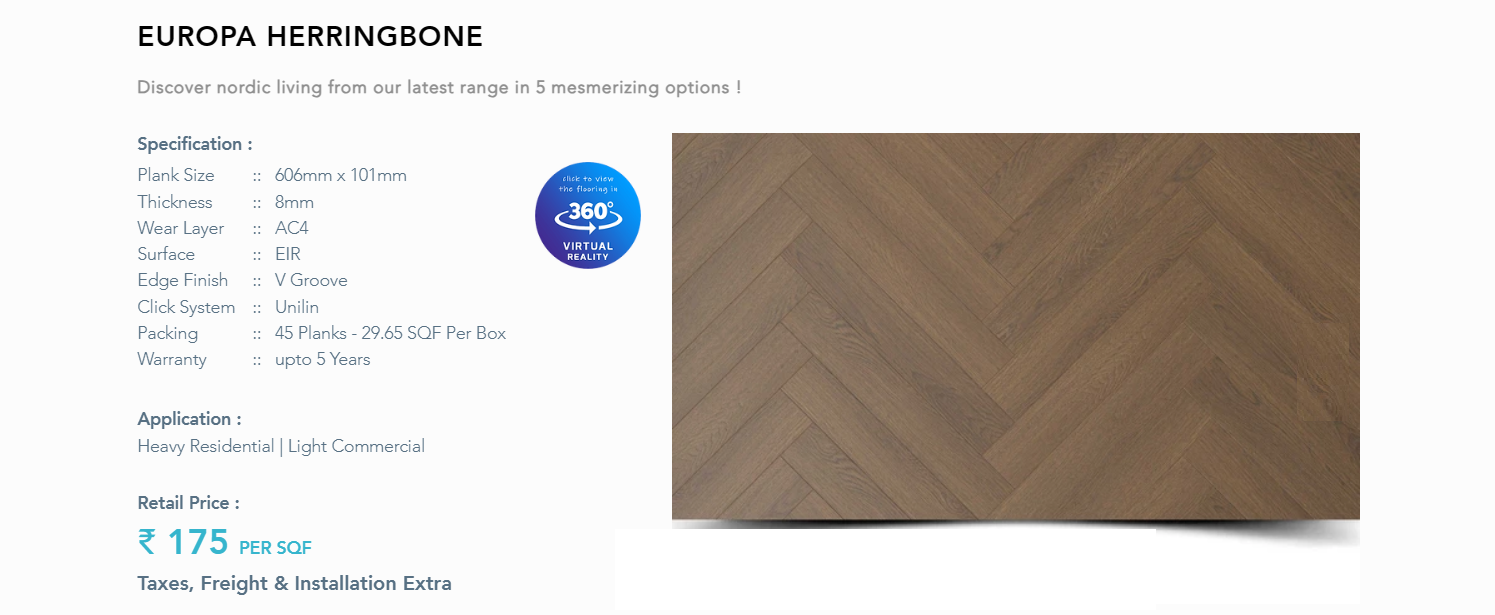 EUROPA HERRINGBONE
Discover nordic living from our latest range in 5 mesmerizing options !
Specification :
Plank Size :: 606mm x 101mm
Thickness :: 8mm
Wear Layer :: AC4
Surface :: EIR
Edge Finish :: V Groove
Click System :: Unilin
Packing :: 45 Planks - 29.65 SQF Per Box
Warranty :: upto 5 Years
click to view
the flooring in
360°
VIRTUAL
REALITY
Application :
Heavy Residential | Light Commercial
Retail Price :
₹ 175 PER SQF
Taxes, Freight & Installation Extra